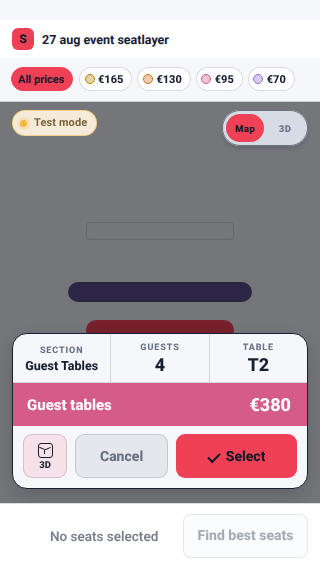 S 27 aug event seatlayer
All prices €165 €130 €95 €70
Test mode Map 3D
SECTION GUESTS TABLE
Guest Tables 4 T2
Guest tables €380
3D Cancel Select
No seats selected Find best seats